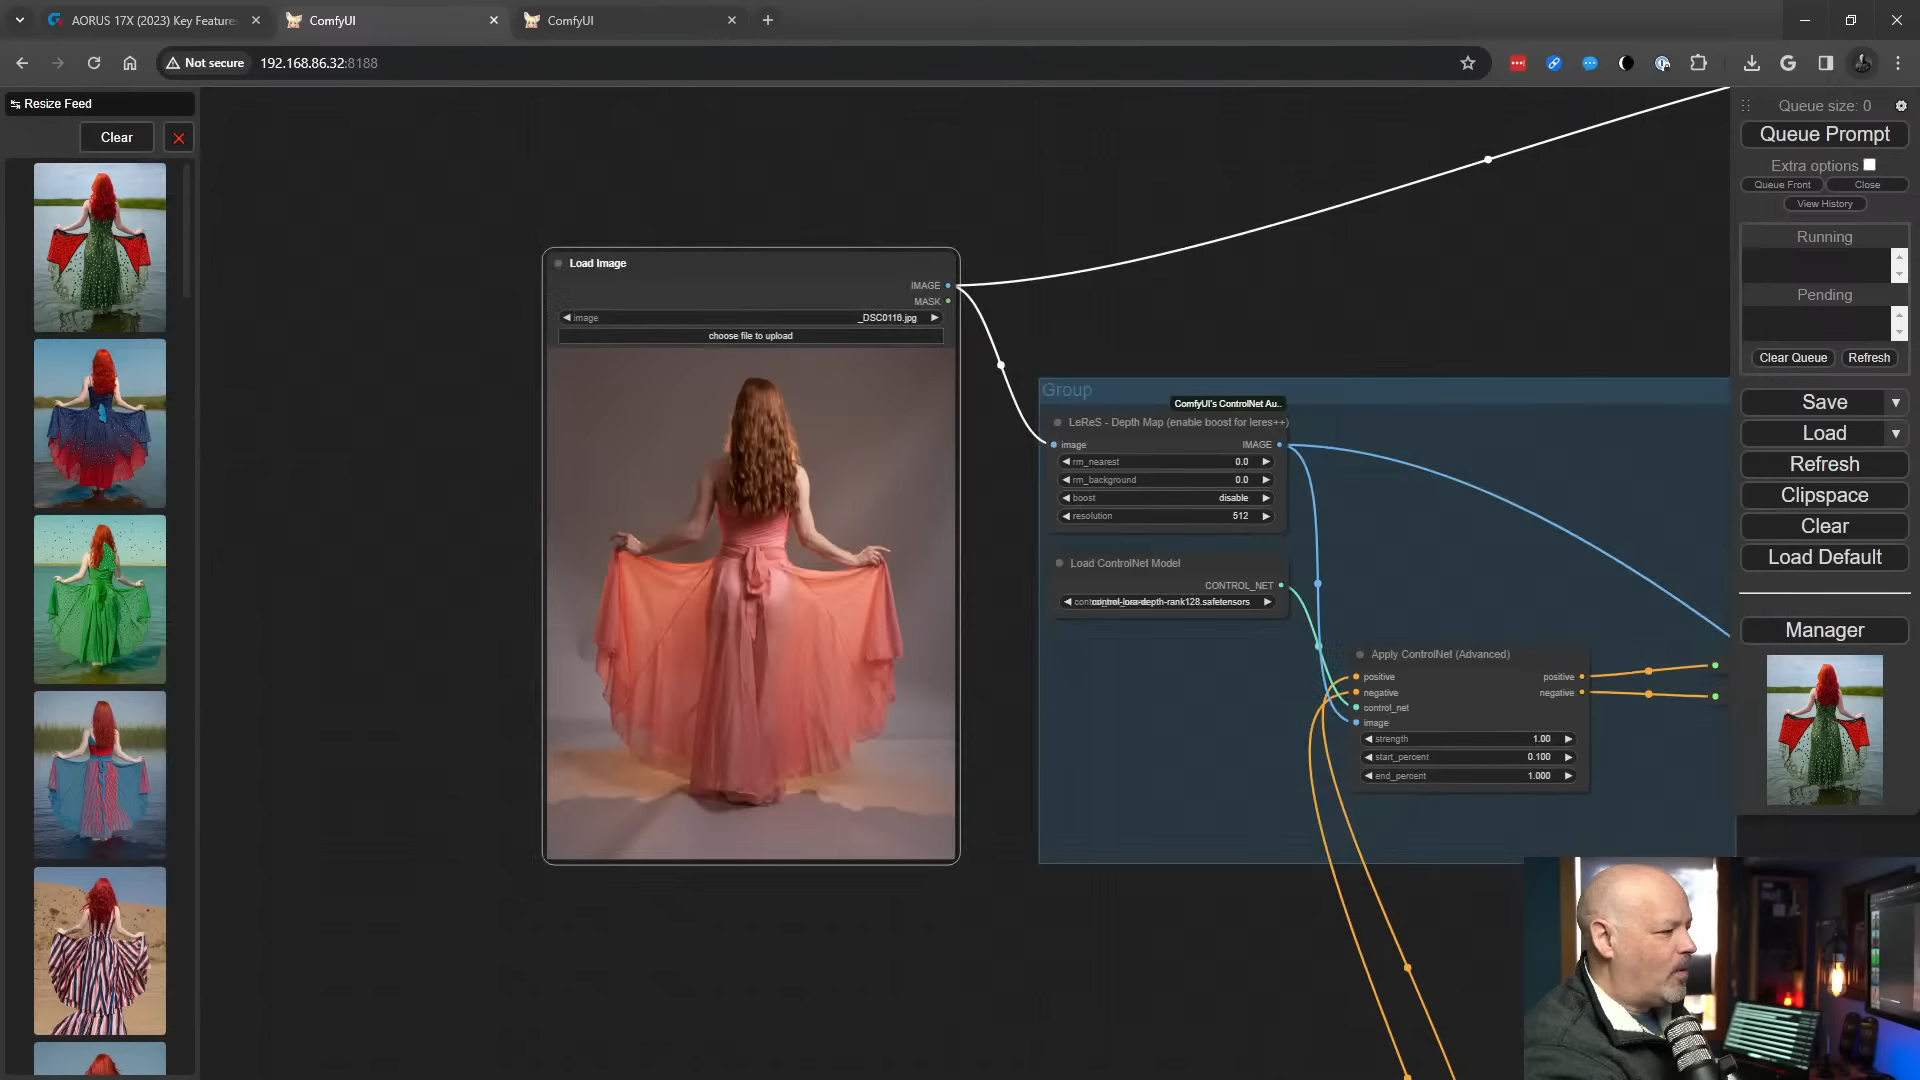 AORUS 17X (2023) Key Feature
ComfyUI
ComfyUI
Not secure
192.168.86.32:8188
Resize Feed
Clear
Load Image
IMAGE
MASK
image
_DSC0116.jpg
choose file to upload
Group
ComfyUI's ControlNet Au..
LeReS - Depth Map (enable boost for leres++)
image
IMAGE
rm_nearest
0.0
rm_background
0.0
boost
disable
resolution
512
Load ControlNet Model
CONTROL_NET
control-lora-depth-rank128.safetensors
Apply ControlNet (Advanced)
positive
positive
negative
negative
control_net
image
strength
1.00
start_percent
0.100
end_percent
1.000
Queue size: 0
Queue Prompt
Extra options
Queue Front
Close
View History
Running
Pending
Clear Queue
Refresh
Save
Load
Refresh
Clipspace
Clear
Load Default
Manager